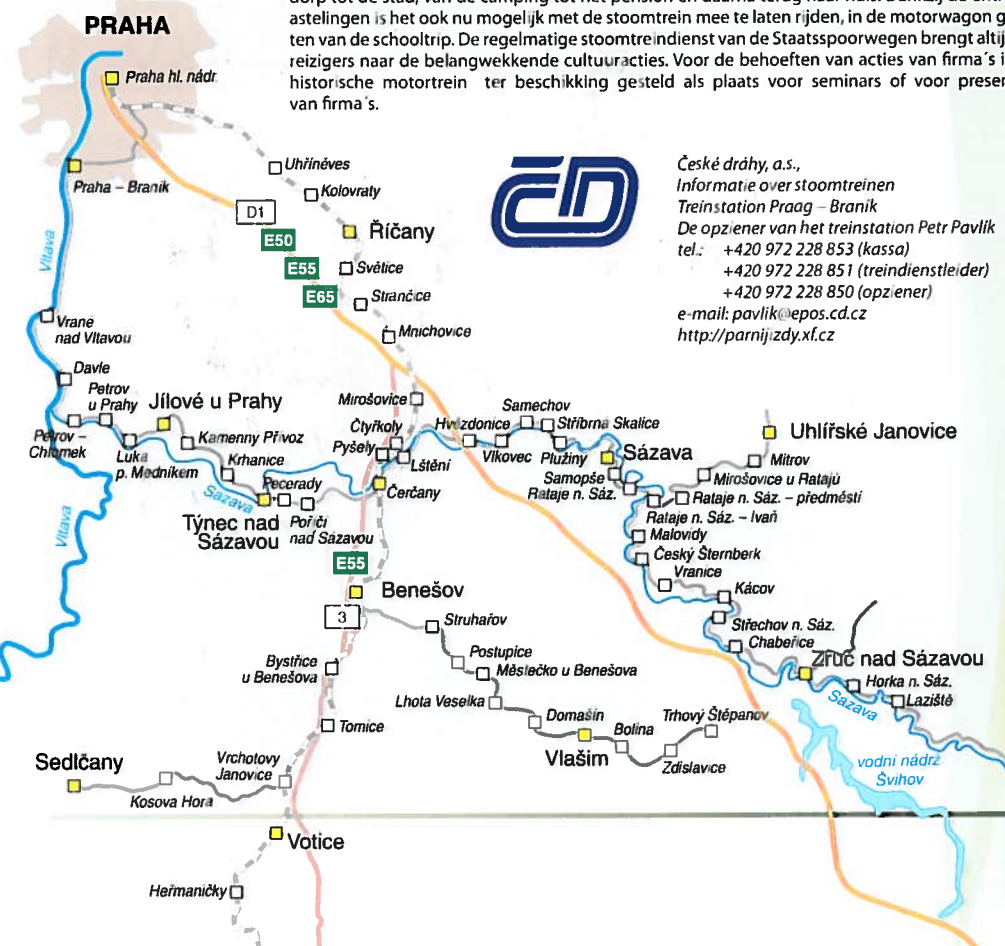 astelingen is het ook nu mogelijk met de stoomtrein mee te laten rijden, in de motorwagon g
ten van de schooltrip. De regelmatige stoomtreindienst van de Staatsspoorwegen brengt altij
reizigers naar de belangwekkende cultuuracties. Voor de behoeften van acties van firma´s i
historische motortrein ter beschikking gesteld als plaats voor seminars of voor presen
van firma´s.
PRAHA
Praha hl. nádr.
Praha – Braník
ČD
České dráhy, a.s.,
Informatie over stoomtreinen
Treinstation Praag – Braník
De opziener van het treinstation Petr Pavlík
tel.: +420 972 228 853 (kassa)
+420 972 228 851 (treindienstleider)
+420 972 228 850 (opziener)
e-mail: pavlik@epos.cd.cz
http://parnijizdy.xf.cz
Uhříněves
Kolovraty
D1
E50
Říčany
E55
Světice
E65
Strančice
Mnichovice
Vltava
Vrané
nad Vltavou
Davle
Petrov
u Prahy
Jílové u Prahy
Mirošovice
Petrov –
Chlomek
Luka
p. Medníkem
Kamenny Přívoz
Krhanice
Čtyřkoly
Pyšely
Lštění
Hvězdonice
Samechov
Stříbrna Skalice
Vlkovec
Plužiny
Sázava
Uhlířské Janovice
Mitrov
Mirošovice u Ratajů
Samopše
Rataje n. Sáz.
Rataje n. Sáz. – předměstí
Rataje n. Sáz. – Ivaň
Sazava
Pecerady
Čerčany
Týnec nad
Sázavou
Poříčí
nad Sázavou
Vltava
Malovidy
Český Šternberk
Vranice
Kácov
E55
Benešov
3
Struhařov
Střechov n. Sáz.
Chabeřice
Postupice
Městečko u Benešova
Zruč nad Sázavou
Horka n. Sáz.
Laziště
Sazava
Bystřice
u Benešova
Lhota Veselka
Tomice
Domašín
Bolina
Trhový Štěpanov
Vlašim
Zdislavice
vodní nádrž
Švihov
Sedlčany
Kosova Hora
Vrchotovy
Janovice
Votice
Heřmaničky